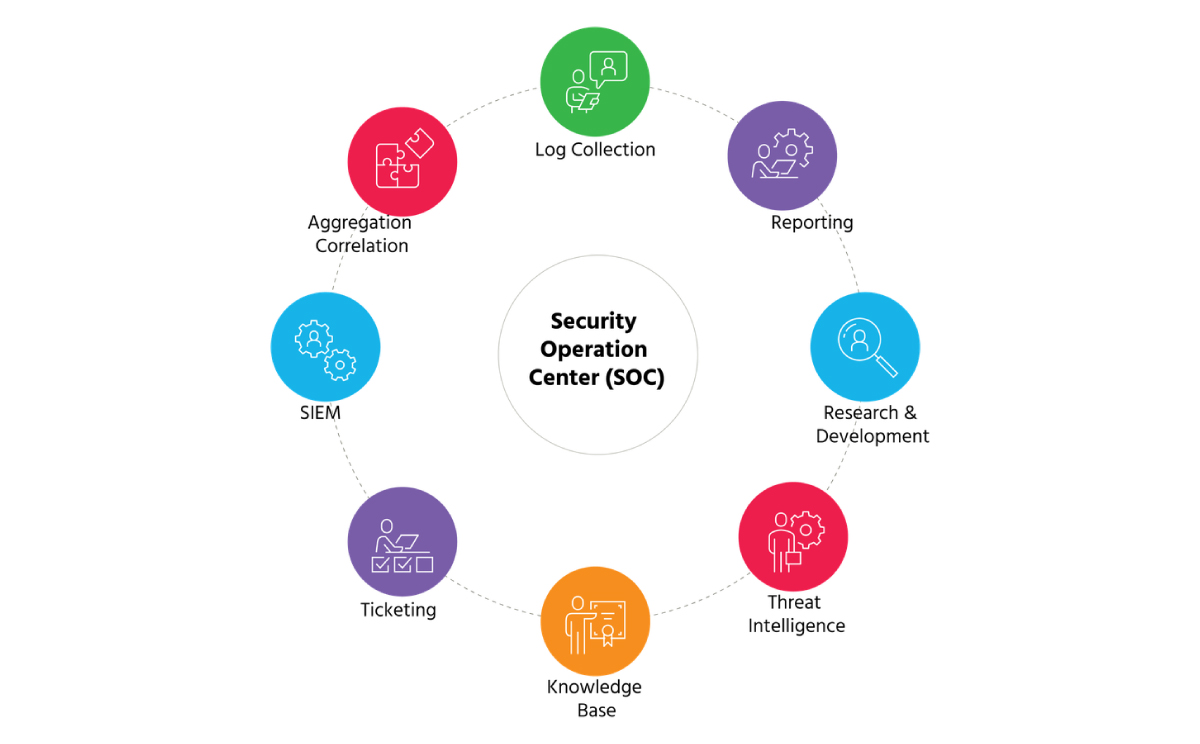 Log Collection
Reporting
Aggregation
Correlation
Security
Operation
Center (SOC)
SIEM
Research &
Development
Ticketing
Threat
Intelligence
Knowledge
Base